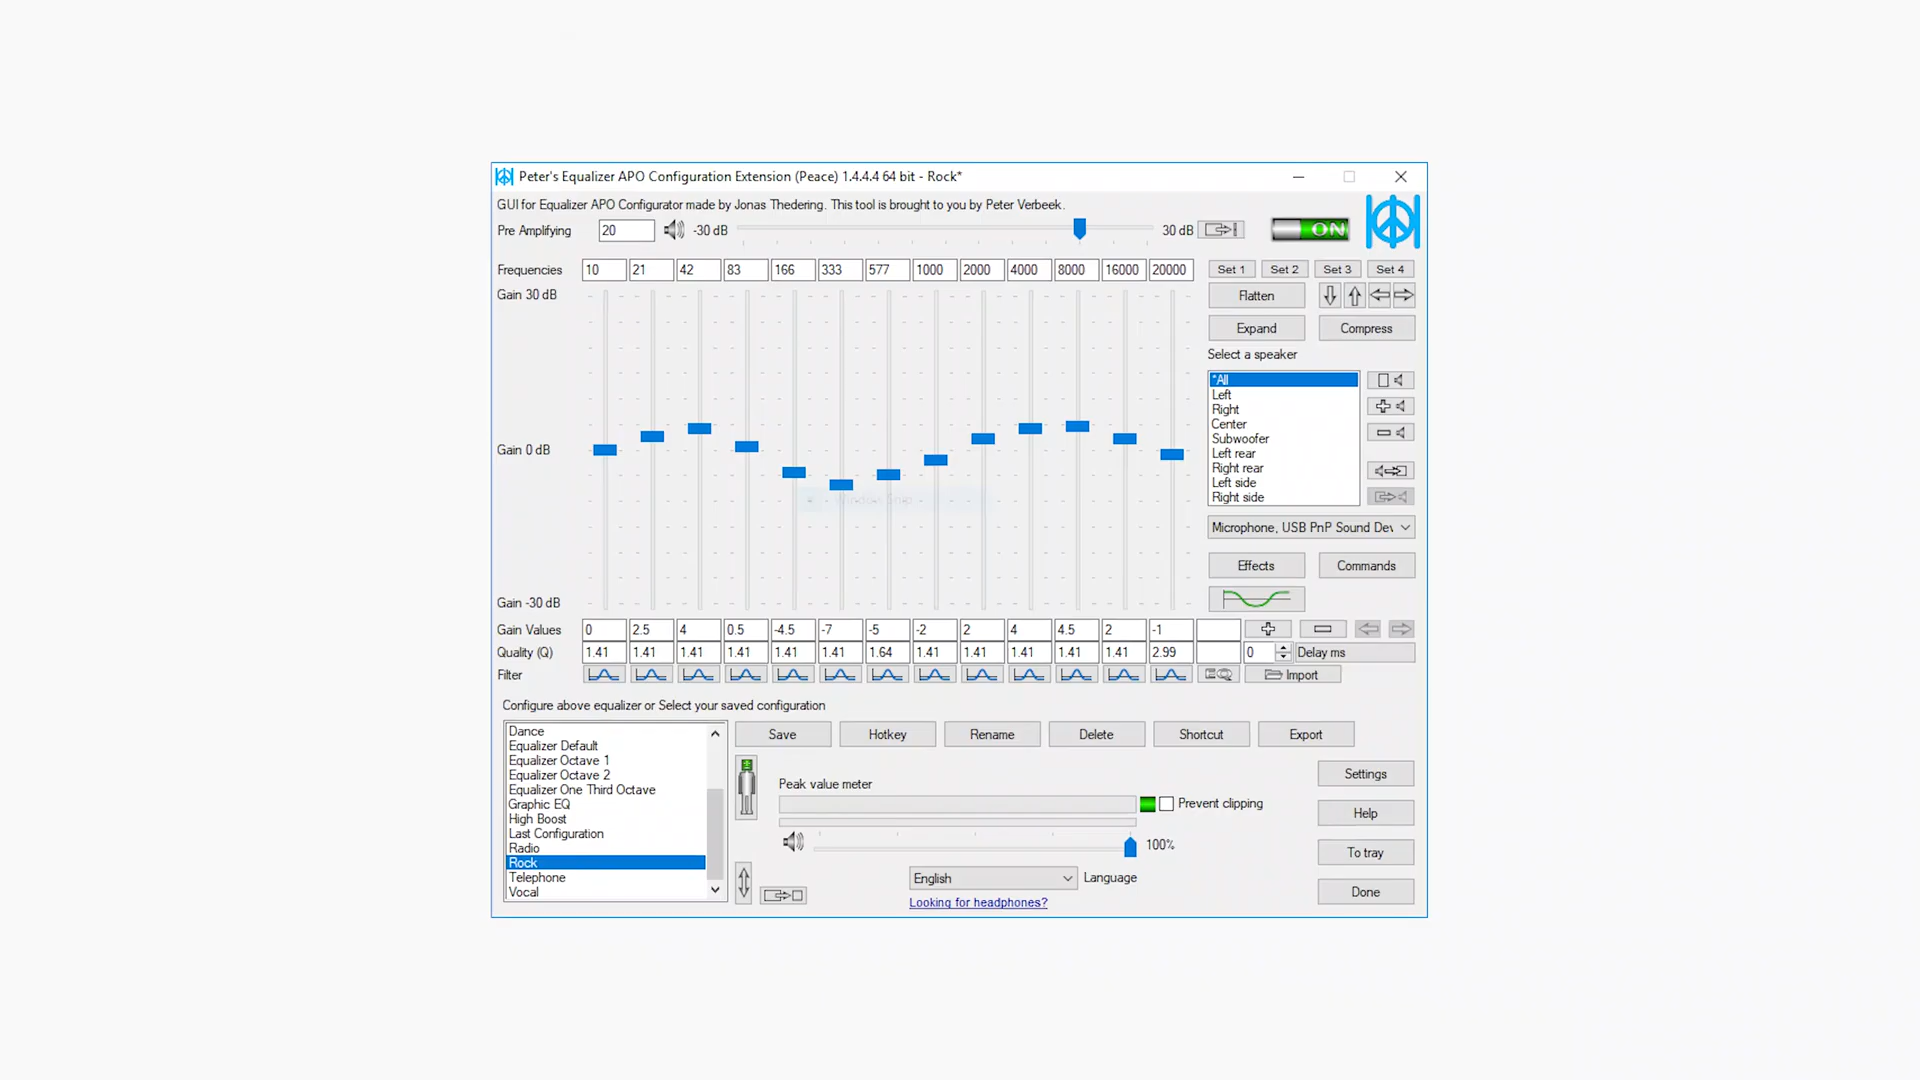 Peter's Equalizer APO Configuration Extension (Peace) 1.4.4.4 64 bit - Rock*
GUI for Equalizer APO Configurator made by Jonas Thedering. This tool is brought to you by Peter Verbeek.
Pre Amplifying 20 -30 dB 30 dB ON
Frequencies 10 21 42 83 166 333 577 1000 2000 4000 8000 16000 20000 Set 1 Set 2 Set 3 Set 4
Gain 30 dB Flatten
Expand Compress
Select a speaker
*All
Left
Right
Center
Subwoofer
Gain 0 dB Left rear
Right rear
Left side
Right side
Microphone, USB PnP Sound Dev
Effects Commands
Gain -30 dB
Gain Values 0 2.5 4 0.5 -4.5 -7 -5 -2 2 4 4.5 2 -1
Quality (Q) 1.41 1.41 1.41 1.41 1.41 1.41 1.64 1.41 1.41 1.41 1.41 1.41 2.99 0 Delay ms
Filter EQ Import
Configure above equalizer or Select your saved configuration
Dance
Equalizer Default
Equalizer Octave 1
Equalizer Octave 2
Equalizer One Third Octave
Graphic EQ
High Boost
Last Configuration
Radio
Rock
Telephone
Vocal
Save Hotkey Rename Delete Shortcut Export
Peak value meter
Prevent clipping
100%
English Language
Looking for headphones?
Settings
Help
To tray
Done